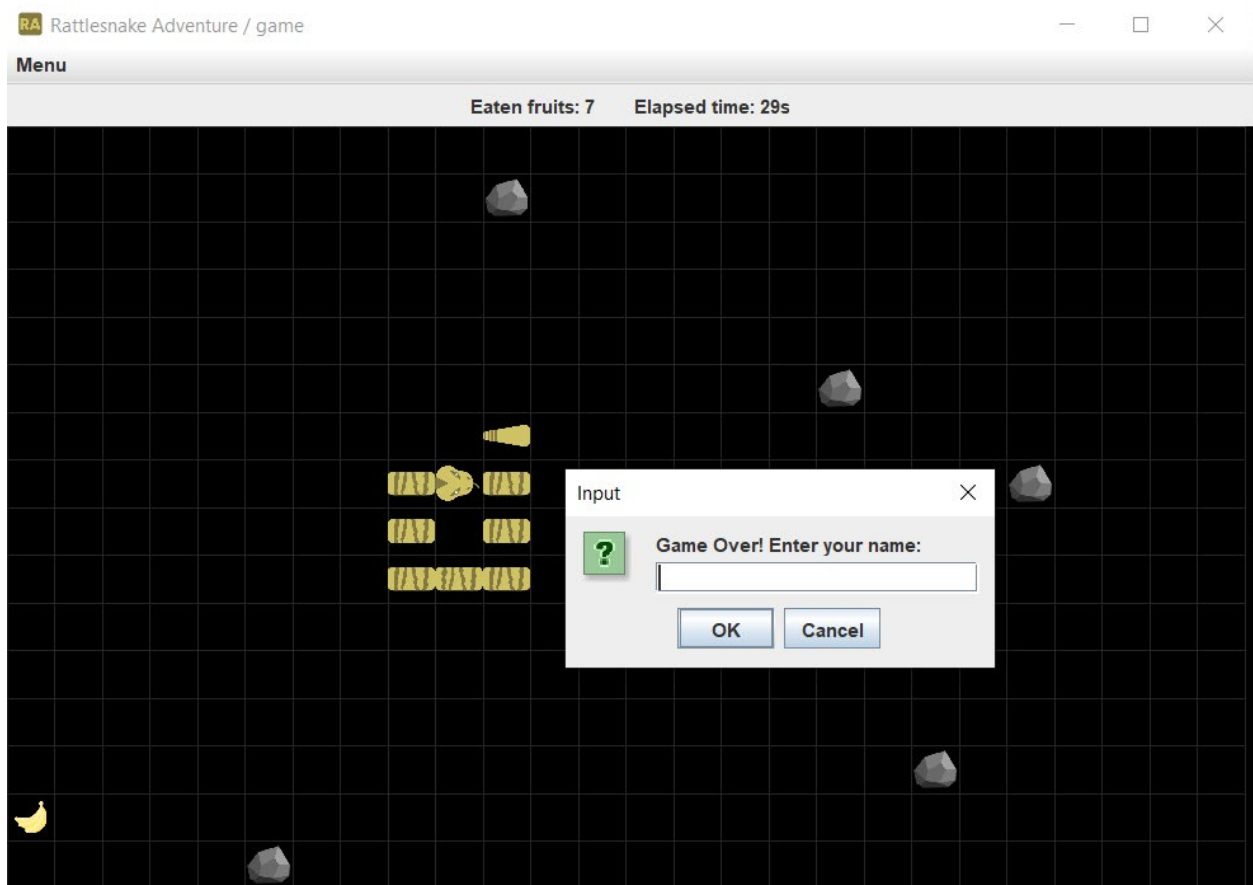 RA Rattlesnake Adventure / game
Menu
Eaten fruits: 7 Elapsed time: 29s
Input
? Game Over! Enter your name:
OK Cancel